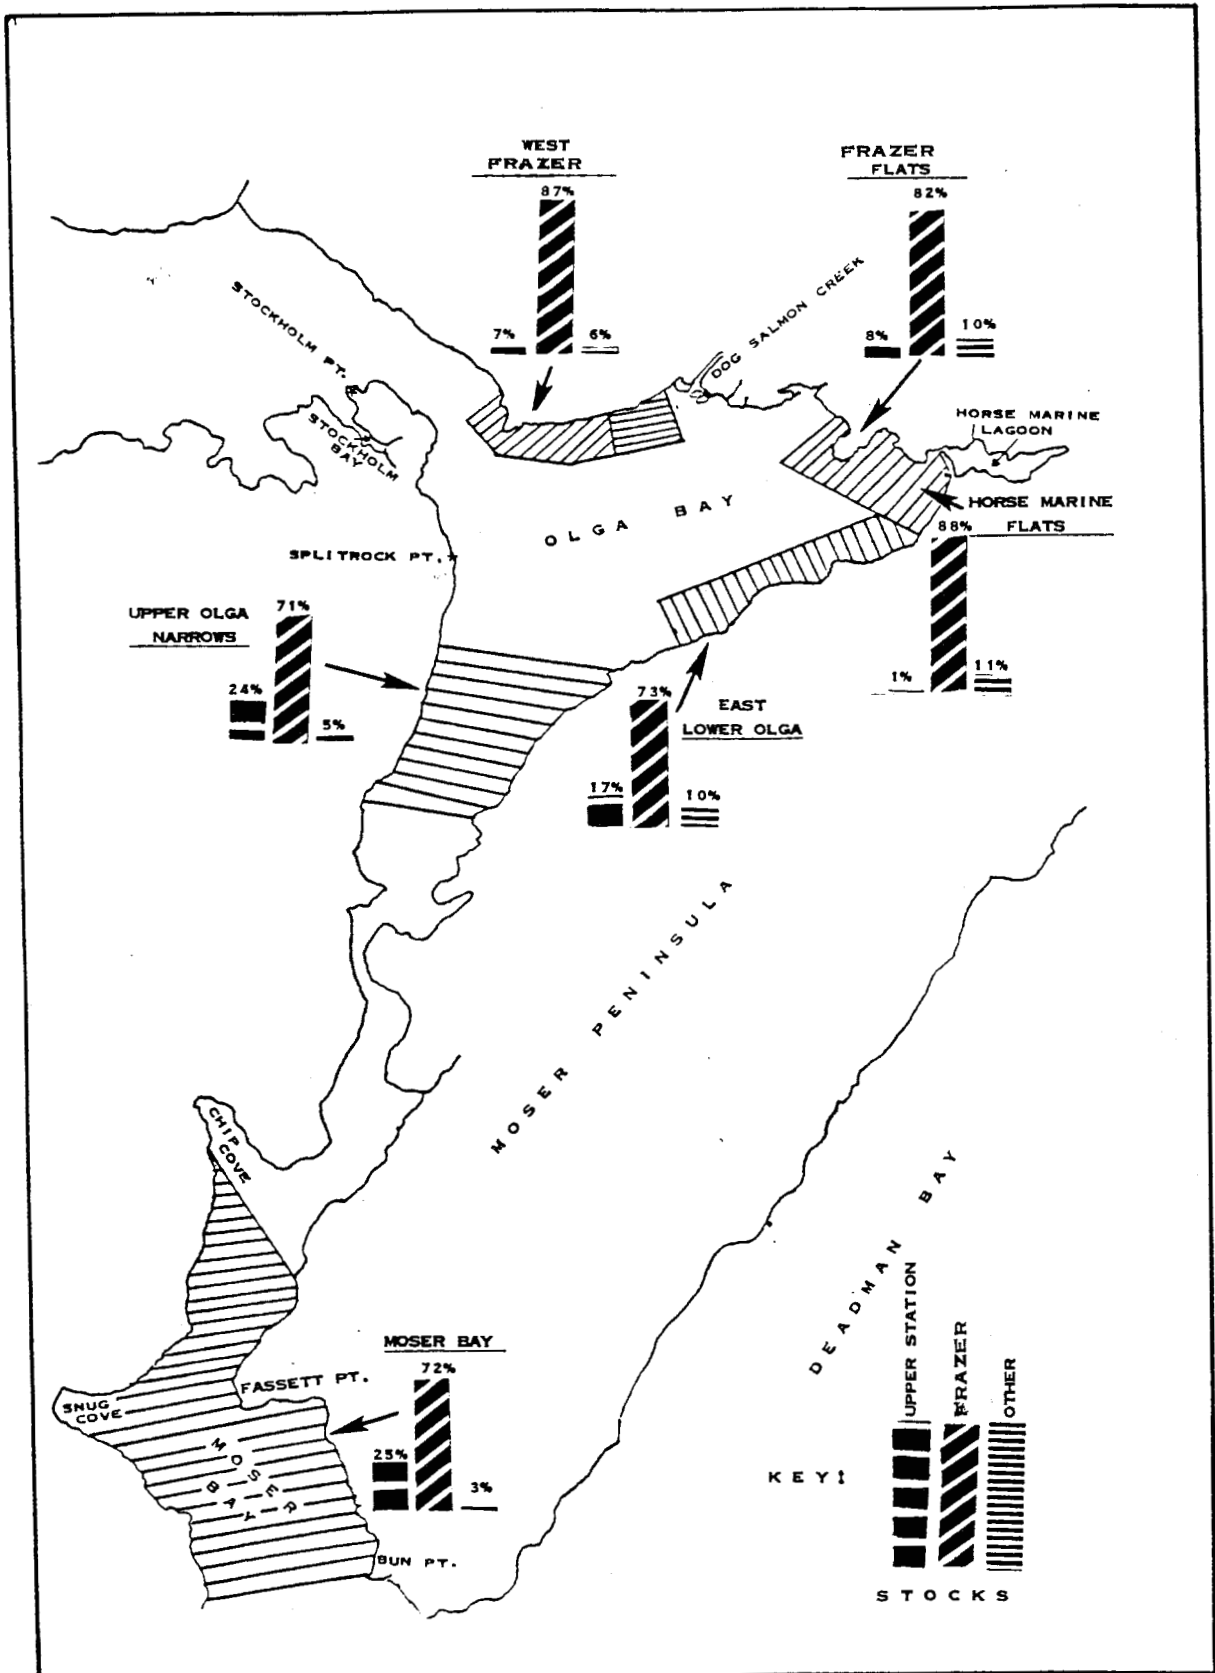 WEST
FRAZER
87%
7%
6%
FRAZER
FLATS
82%
8%
10%
STOCKHOLM PT.
STOCKHOLM
BAY
DOG SALMON CREEK
HORSE MARINE
LAGOON
HORSE MARINE
FLATS
88%
1%
11%
OLGA BAY
SPLITROCK PT.
UPPER OLGA
NARROWS
71%
24%
5%
EAST
LOWER OLGA
73%
17%
10%
MOSER PENINSULA
CHIP
COVE
DEADMAN BAY
MOSER BAY
72%
25%
3%
FASSETT PT.
SNUG
COVE
MOSER
BAY
BUN PT.
KEY:
UPPER STATION
FRAZER
OTHER
STOCKS